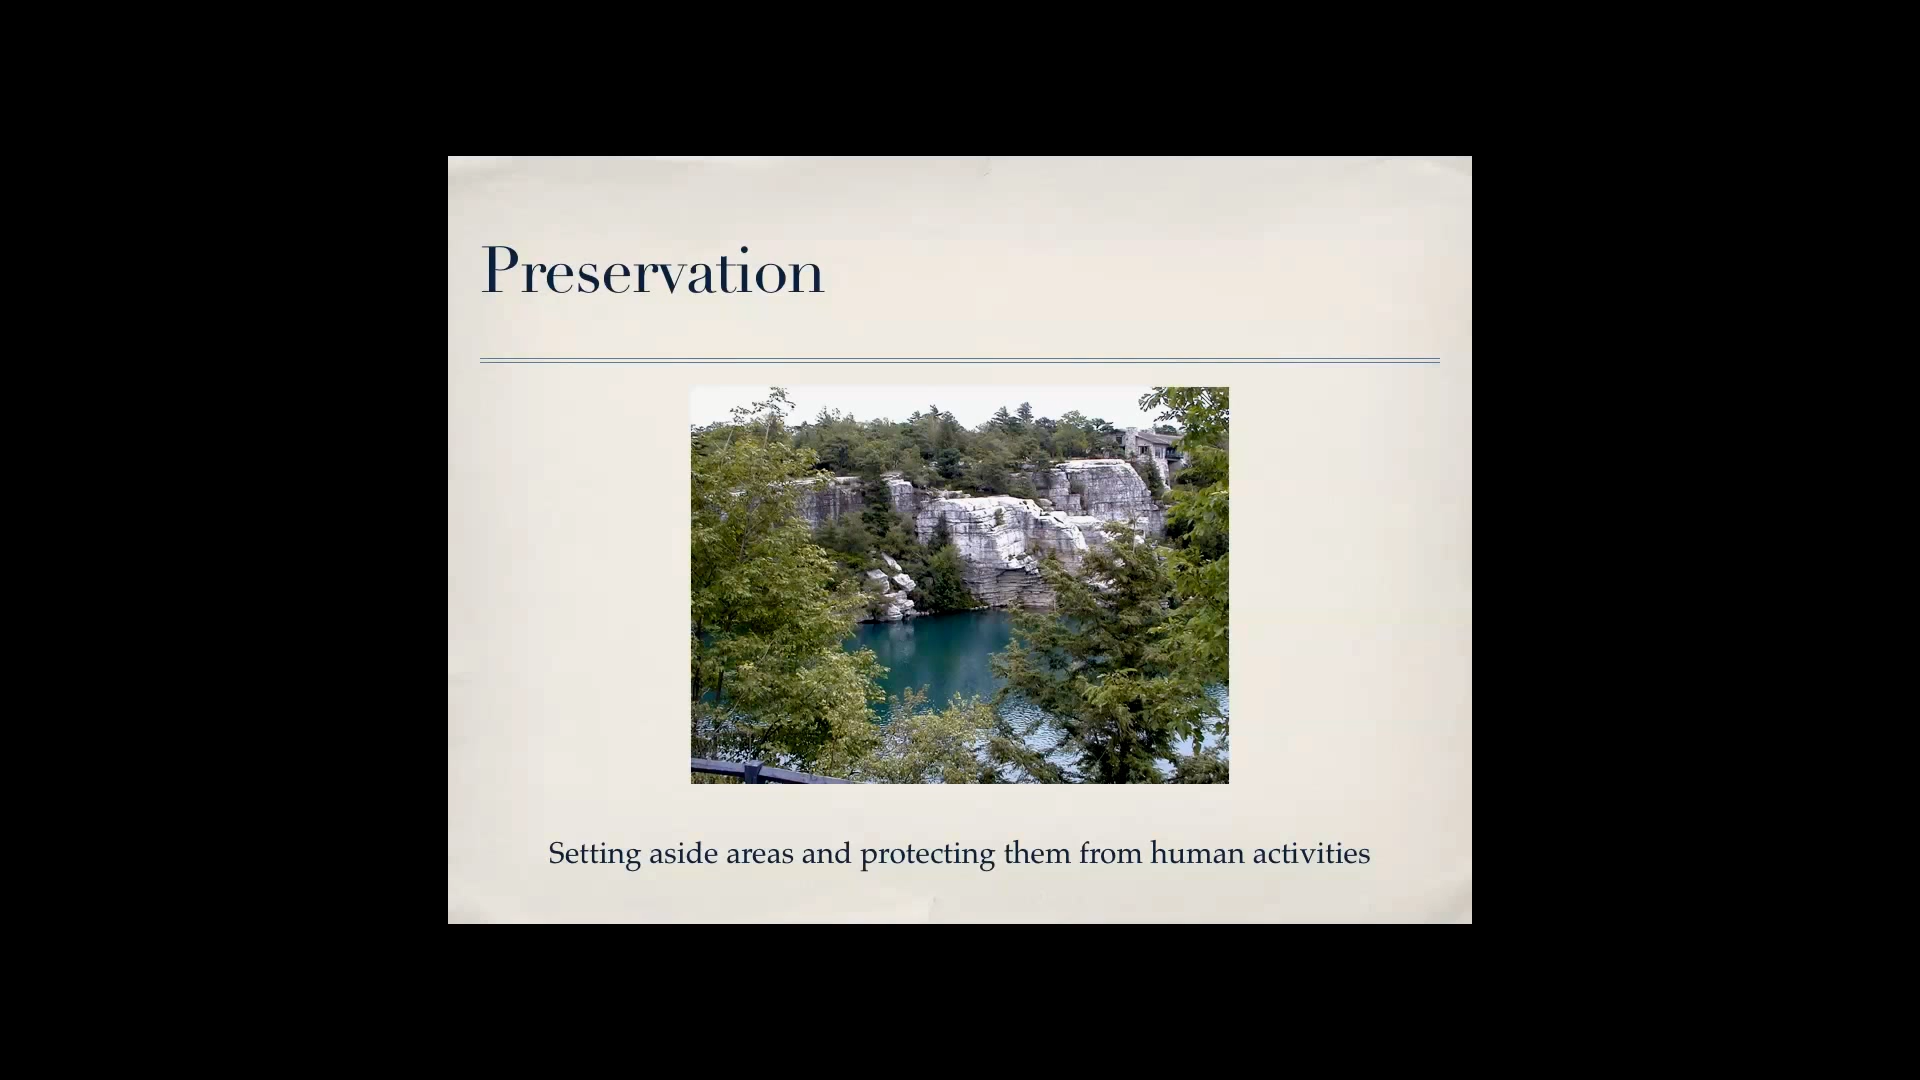 Preservation
Setting aside areas and protecting them from human activities